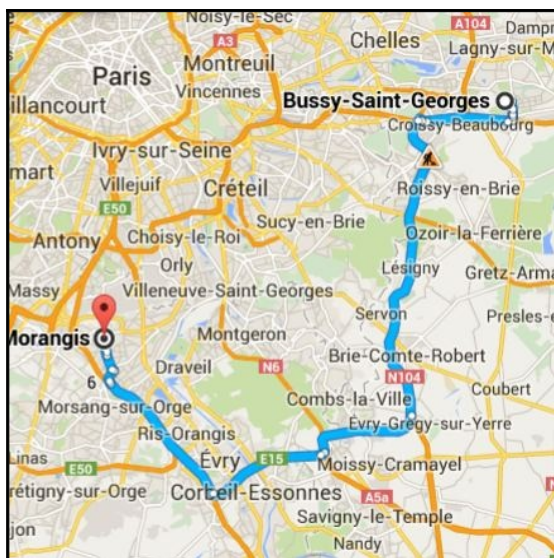 Noisy-le-Sec
A104
Dampr
A3
Chelles
Lagny-sur-M
Paris
Montreuil
Vincennes
Bussy-Saint-Georges
illancourt
Croissy-Beaubourg
Ivry-sur-Seine
mart
Villejuif
Créteil
Roissy-en-Brie
E50
Sucy-en-Brie
Choisy-le-Roi
Ozoir-la-Ferrière
Antony
Orly
Lésigny
Gretz-Arma
Massy
Villeneuve-Saint-Georges
Servon
Presles-e
Morangis
Montgeron
Brie-Comte-Robert
Draveil
N6
N104
6
Coubert
Combs-la-Ville
Morsang-sur-Orge
Évry-Grégy-sur-Yerre
Ris-Orangis
Linas
Évry
E15
Moissy-Cramayel
E50
rétigny-sur-Orge
Corbeil-Essonnes
A5a
Savigny-le-Temple
jon
Nandy